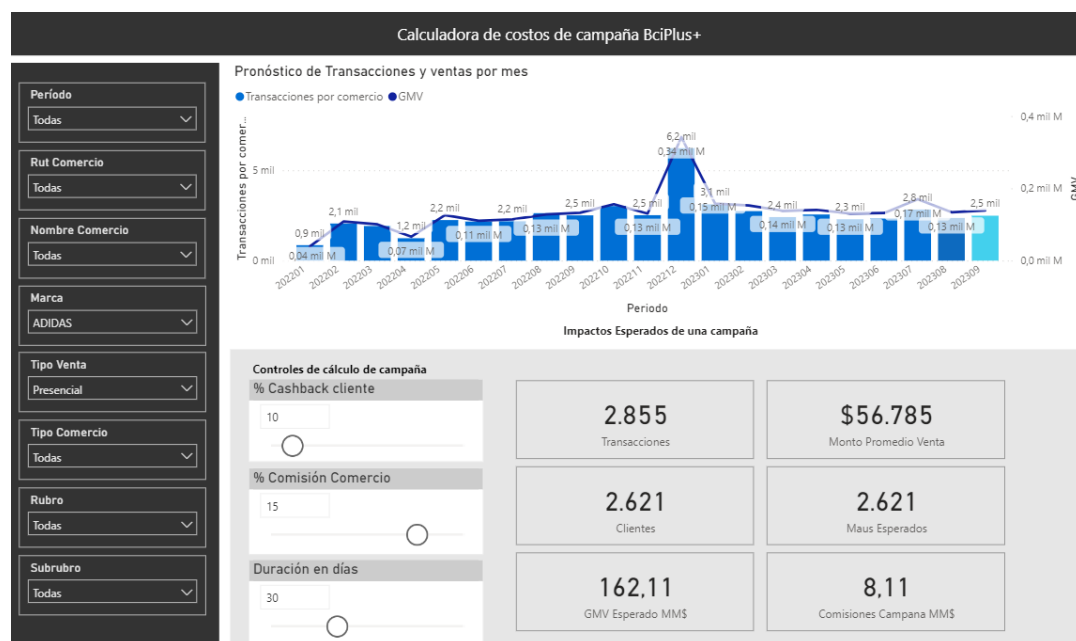 Calculadora de costos de campaña BciPlus+
Período
Todas
Rut Comercio
Todas
Nombre Comercio
Todas
Marca
ADIDAS
Tipo Venta
Presencial
Tipo Comercio
Todas
Rubro
Todas
Subrubro
Todas
Pronóstico de Transacciones y ventas por mes
Transacciones por comercio GMV
Transacciones por comer...
5 mil
0 mil
0,4 mil M
0,2 mil M
0,0 mil M
GMV
0,9 mil 2,1 mil 1,2 mil 2,2 mil 2,2 mil 2,5 mil 2,5 mil 6,2 mil 3,1 mil 2,4 mil 2,3 mil 2,8 mil 2,5 mil
0,04 mil M 0,07 mil M 0,11 mil M 0,13 mil M 0,13 mil M 0,34 mil M 0,15 mil M 0,14 mil M 0,13 mil M 0,17 mil M 0,13 mil M
202201 202202 202203 202204 202205 202206 202207 202208 202209 202210 202211 202212 202301 202302 202303 202304 202305 202306 202307 202308 202309
Periodo
Impactos Esperados de una campaña
Controles de cálculo de campaña
% Cashback cliente
10
% Comisión Comercio
15
Duración en días
30
2.855
Transacciones
$56.785
Monto Promedio Venta
2.621
Clientes
2.621
Maus Esperados
162,11
GMV Esperado MM$
8,11
Comisiones Campana MM$